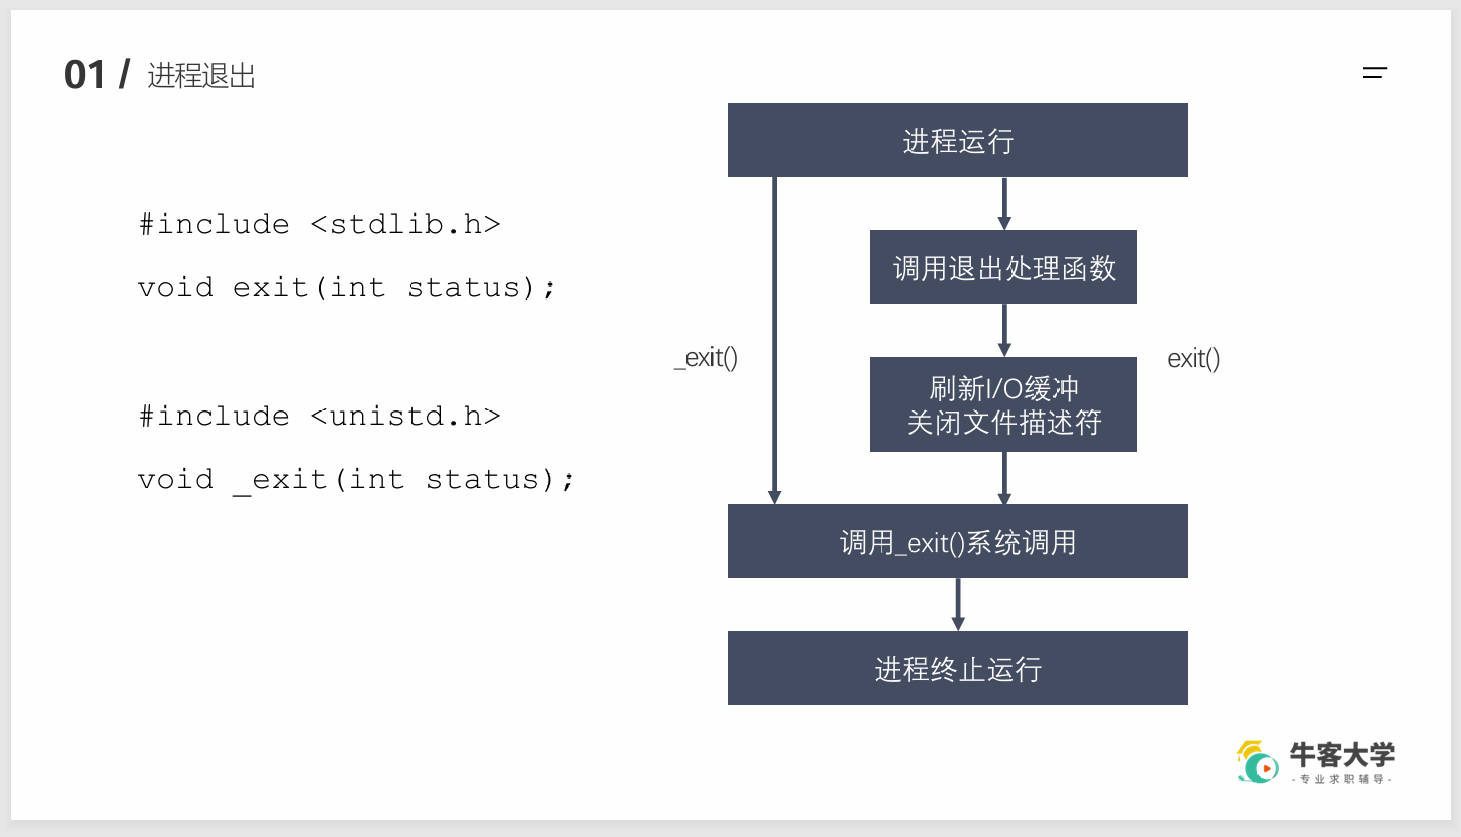 01 / 进程退出
#include <stdlib.h>
void exit(int status);
#include <unistd.h>
void _exit(int status);
进程运行
调用退出处理函数
_exit()
exit()
刷新I/O缓冲
关闭文件描述符
调用_exit()系统调用
进程终止运行
牛客大学
-专业求职辅导-